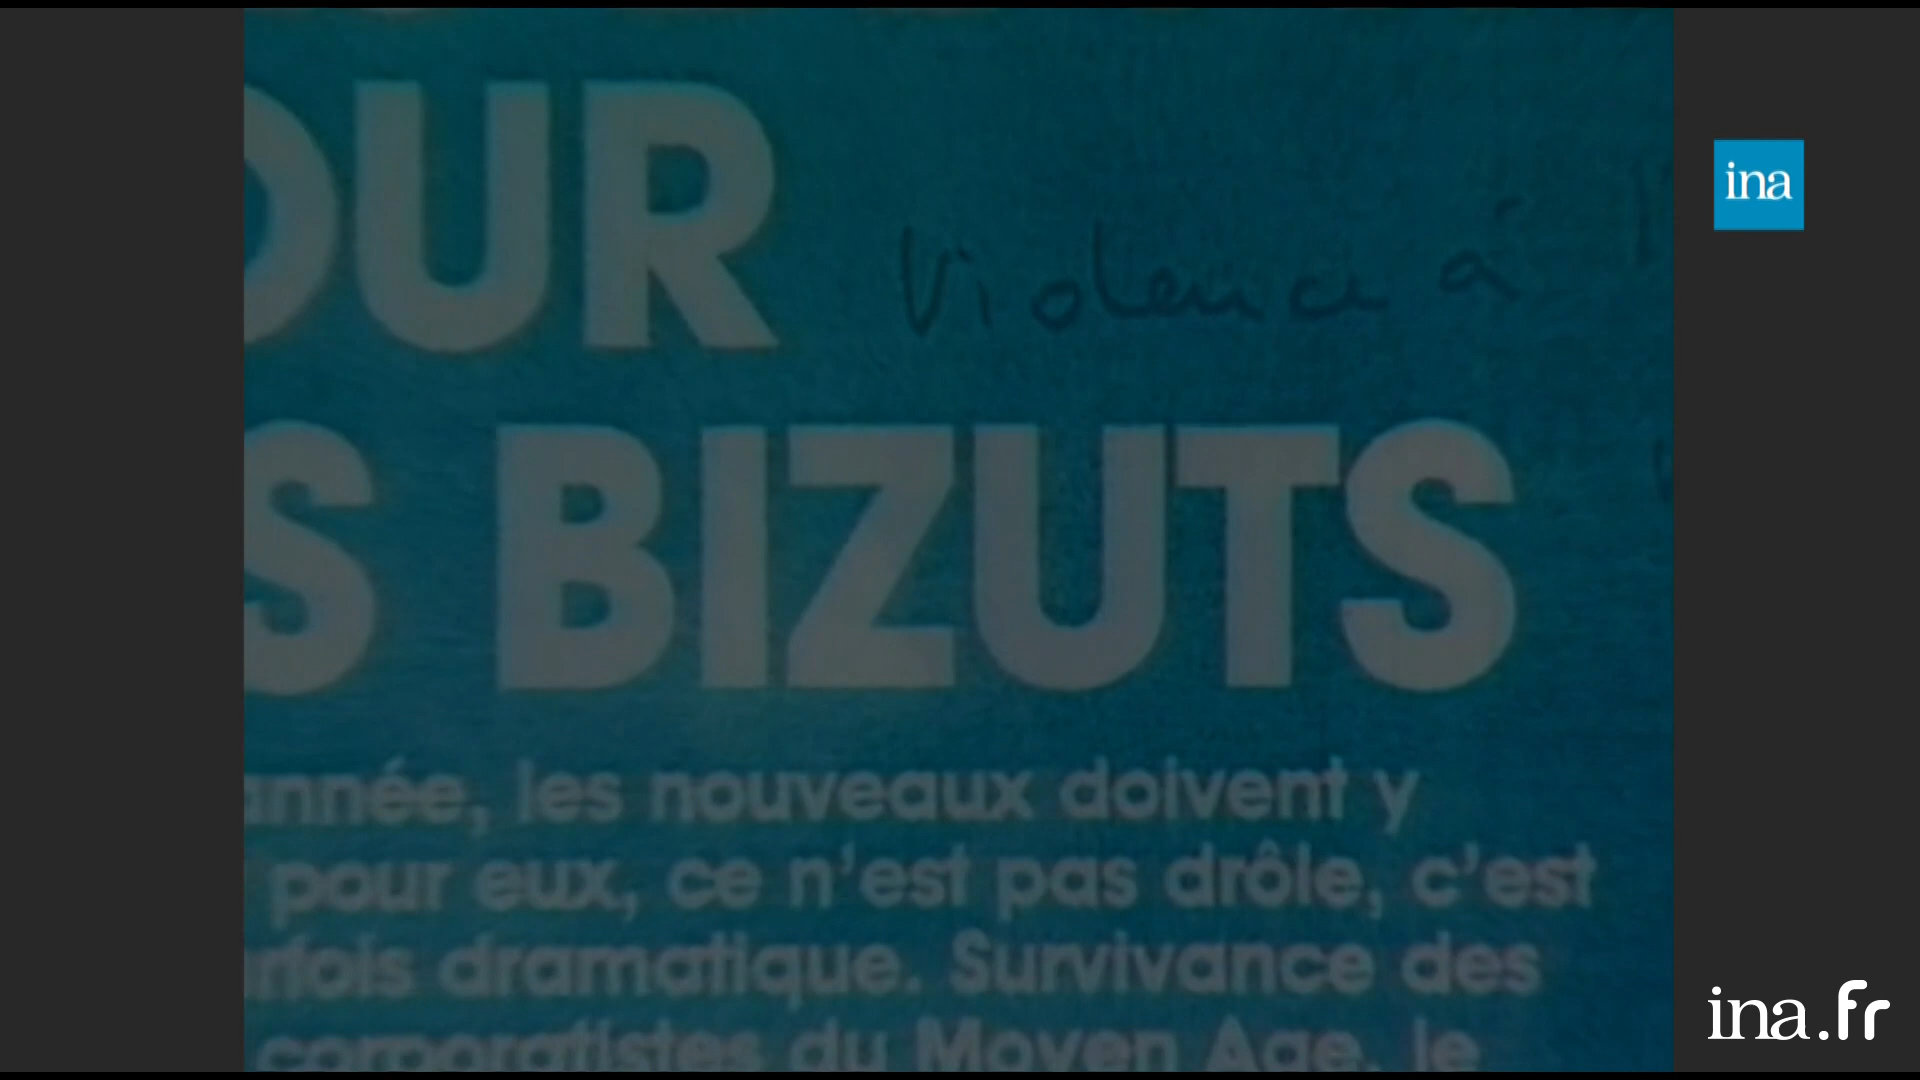 OUR
Violence à
S BIZUTS
année, les nouveaux doivent y
pour eux, ce n'est pas drôle, c'est
arfois dramatique. Survivance des
corporatistes du Moyen Age, le
ina
ina.fr